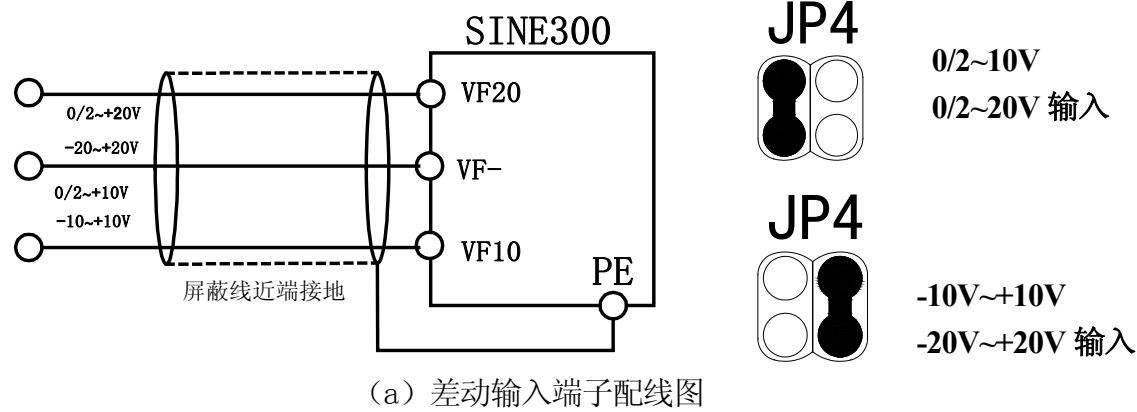 SINE300
VF20
0/2~+20V
-20~+20V
VF-
0/2~+10V
-10~+10V
VF10
PE
屏蔽线近端接地
JP4
0/2~10V
0/2~20V 输入
JP4
-10V~+10V
-20V~+20V 输入
（a）差动输入端子配线图